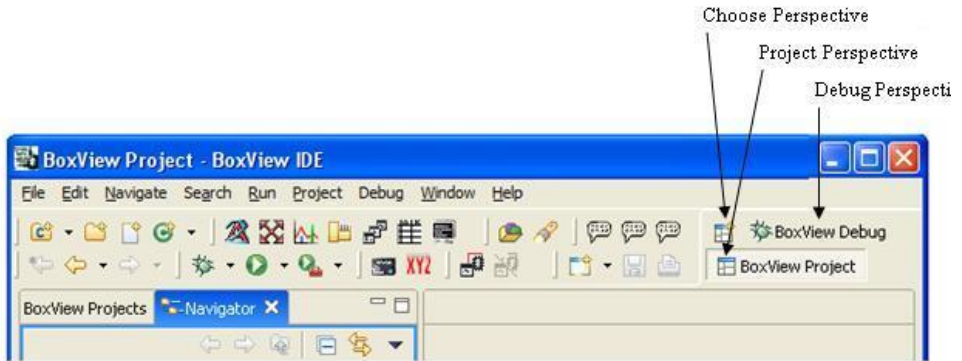 Choose Perspective
Project Perspective
Debug Perspecti
BoxView Project - BoxView IDE
File Edit Navigate Search Run Project Debug Window Help
BoxView Debug
XYZ
BoxView Project
BoxView Projects Navigator